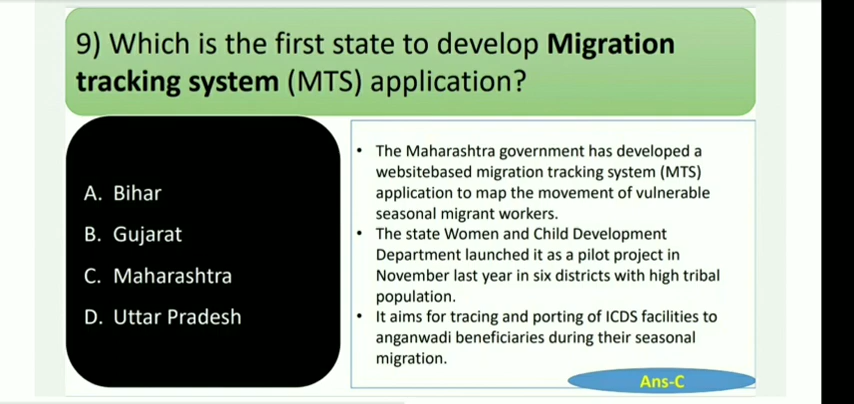 9) Which is the first state to develop Migration
tracking system (MTS) application?
A. Bihar
B. Gujarat
C. Maharashtra
D. Uttar Pradesh
• The Maharashtra government has developed a
websitebased migration tracking system (MTS)
application to map the movement of vulnerable
seasonal migrant workers.
• The state Women and Child Development
Department launched it as a pilot project in
November last year in six districts with high tribal
population.
• It aims for tracing and porting of ICDS facilities to
anganwadi beneficiaries during their seasonal
migration.
Ans-C